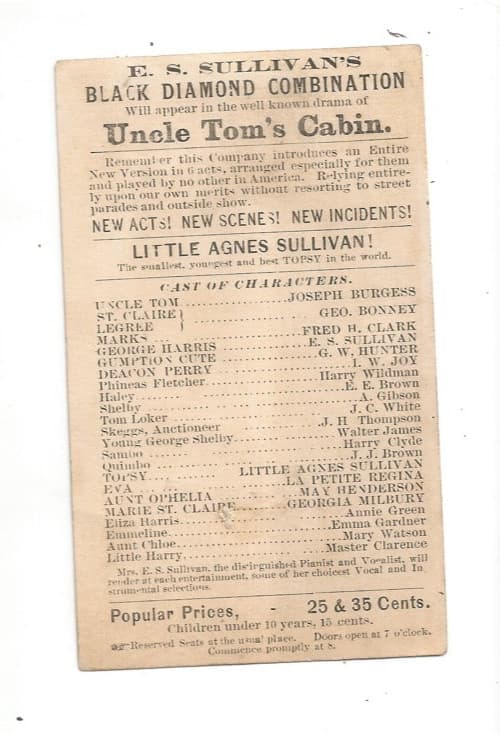 E. S. SULLIVAN'S
BLACK DIAMOND COMBINATION
Will appear in the well known drama of
Uncle Tom's Cabin.
Remember this Company introduces an Entire
New Version in 6 acts, arranged especially for them
and played by no other in America. Relying entire-
ly upon our own merits without resorting to street
parades and outside show.
NEW ACTS! NEW SCENES! NEW INCIDENTS!
LITTLE AGNES SULLIVAN!
The smallest, youngest and best TOPSY in the world.
CAST OF CHARACTERS.
UNCLE TOM ................JOSEPH BURGESS
ST. CLAIRE}
LEGREE } ................GEO. BONNEY
MARKS ................FRED H. CLARK
GEORGE HARRIS ................E. S. SULLIVAN
GUMPTION CUTE ................G. W. HUNTER
DEACON PERRY ................I. W. JOY
Phineas Fletcher................Harry Wildman
Haley................E. E. Brown
Shelby ................A. Gibson
Tom Loker................J. C. White
Skeggs, Auctioneer ................J. H Thompson
Young George Shelby................Walter James
Sambo ................Harry Clyde
Quimbo ................J. J. Brown
TOPSY................LITTLE AGNES SULLIVAN
EVA ................LA PETITE REGINA
AUNT OPHELIA ................MAY HENDERSON
MARIE ST. CLAIRE................GEORGIA MILBURY
Eliza Harris................Annie Green
Emmeline................Emma Gardner
Aunt Chloe................Mary Watson
Little Harry................Master Clarence
Mrs. E. S. Sullivan, the distinguished Pianist and Vocalist, will
render at each entertainment, some of her choicest Vocal and In
strumental selections.
Popular Prices, - 25 & 35 Cents.
Children under 10 years, 15 cents.
Reserved Seats at the usual place. Doors open at 7 o'clock.
Commence promptly at 8.